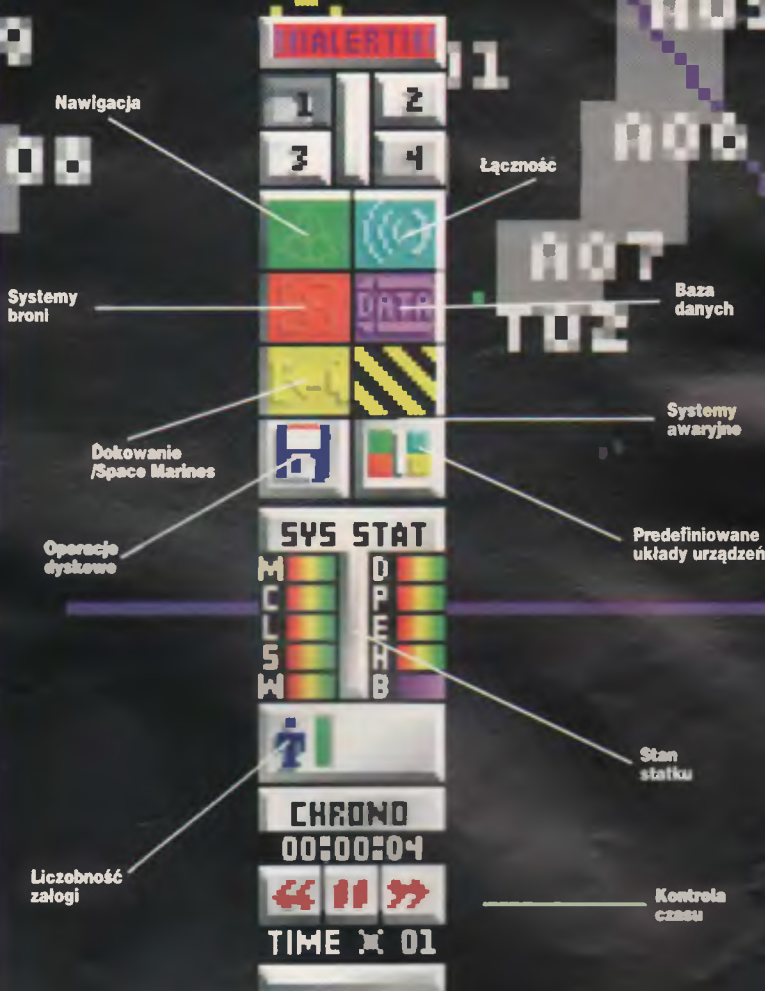 ALERT
01
1
2
3
4
Nawigacja
Łączność
A06
A07
T02
Systemy
broni
DATA
Baza
danych
Dokowanie
/Space Marines
Systemy
awaryjne
Operacje
dyskowe
Predefiniowane
układy urządzeń
SYS STAT
M
D
C
P
L
E
S
H
W
B
Stan
statku
Liczobność
załogi
CHRONO
00:00:04
Kontrola
czasu
TIME X 01